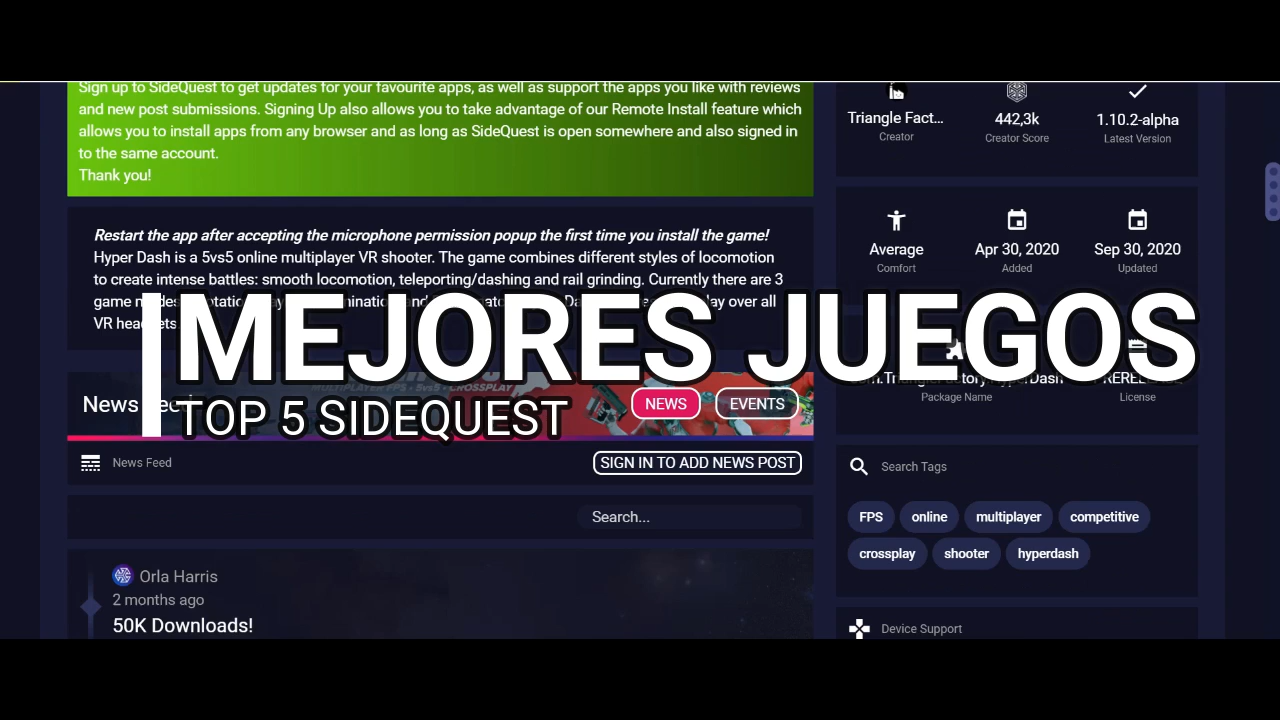 Sign up to SideQuest to get updates for your favourite apps, as well as support the apps you like with reviews
and new post submissions. Signing Up also allows you to take advantage of our Remote Install feature which
allows you to install apps from any browser and as long as SideQuest is open somewhere and also signed in
to the same account.
Thank you!
Restart the app after accepting the microphone permission popup the first time you install the game!
Hyper Dash is a 5vs5 online multiplayer VR shooter. The game combines different styles of locomotion
to create intense battles: smooth locomotion, teleporting/dashing and rail grinding. Currently there are 3
game play over all
VR headsets
MEJORES JUEGOS
TOP 5 SIDEQUEST
News
NEWS
EVENTS
News Feed
SIGN IN TO ADD NEWS POST
Search...
Orla Harris
2 months ago
50K Downloads!
Triangle Fact...
Creator
442,3k
Creator Score
1.10.2-alpha
Latest Version
Average
Comfort
Apr 30, 2020
Added
Sep 30, 2020
Updated
Package Name
License
Search Tags
FPS
online
multiplayer
competitive
crossplay
shooter
hyperdash
Device Support